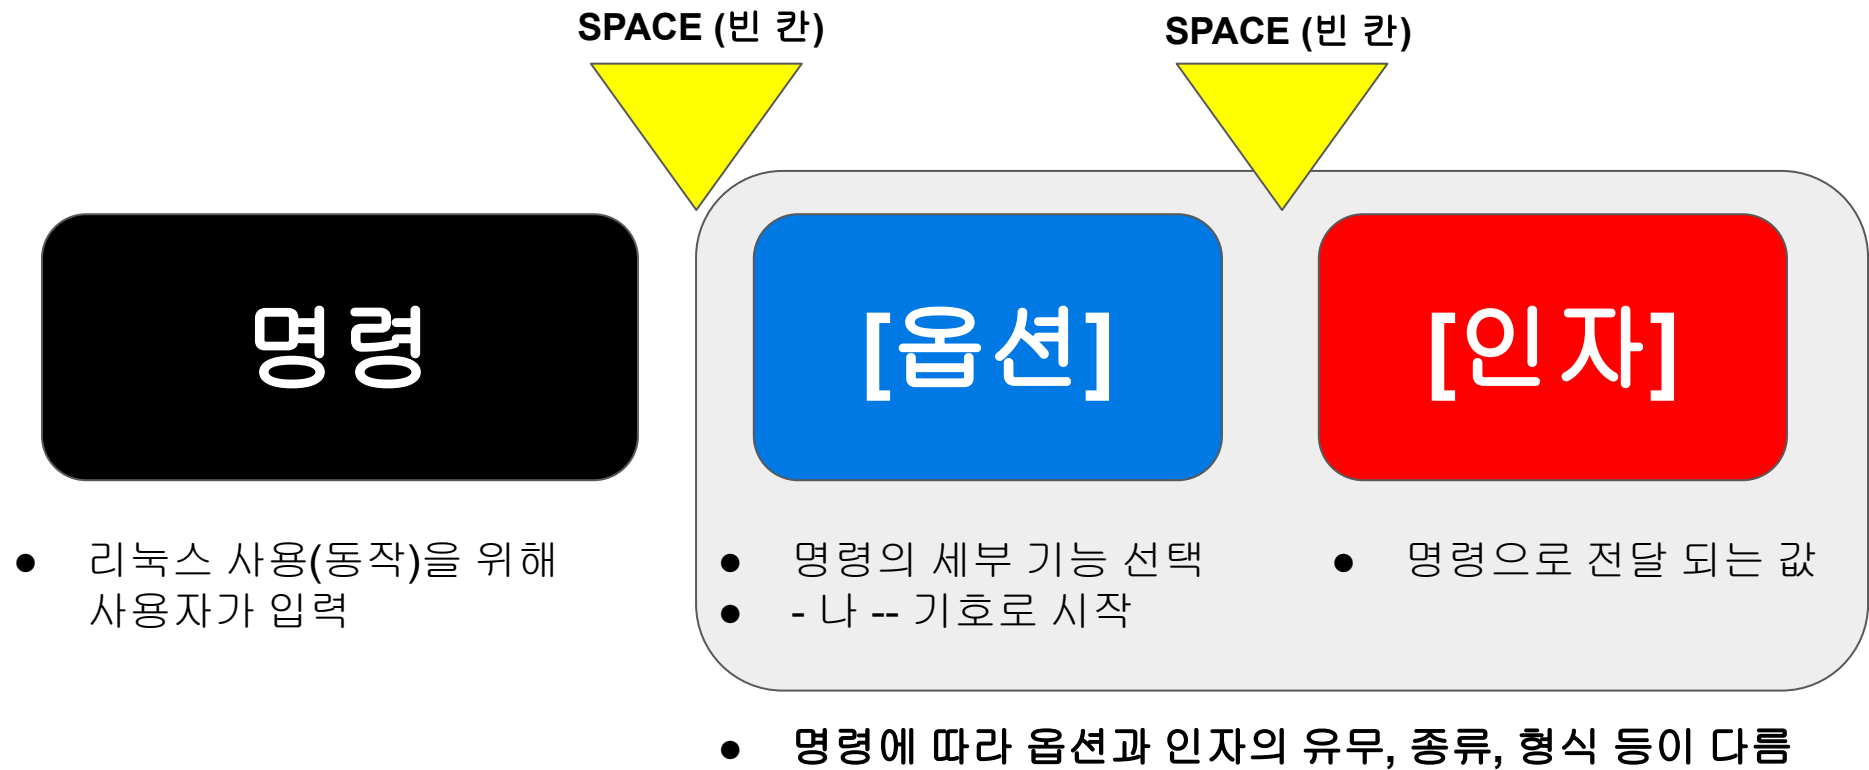 SPACE (빈 칸)
SPACE (빈 칸)
명령
[옵션]
[인자]
● 리눅스 사용(동작)을 위해
사용자가 입력
● 명령의 세부 기능 선택
● - 나 -- 기호로 시작
● 명령으로 전달 되는 값
● 명령에 따라 옵션과 인자의 유무, 종류, 형식 등이 다름